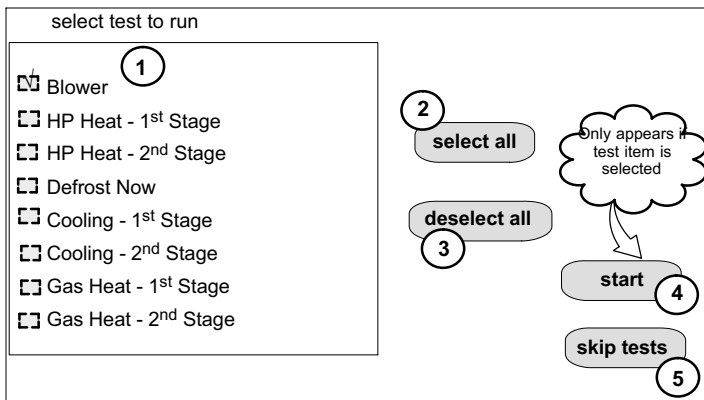 select test to run
1
Blower
HP Heat - 1st Stage
HP Heat - 2nd Stage
Defrost Now
Cooling - 1st Stage
Cooling - 2nd Stage
Gas Heat - 1st Stage
Gas Heat - 2nd Stage
2
select all
deselect all
3
Only appears if
test item is
selected
start
4
skip tests
5